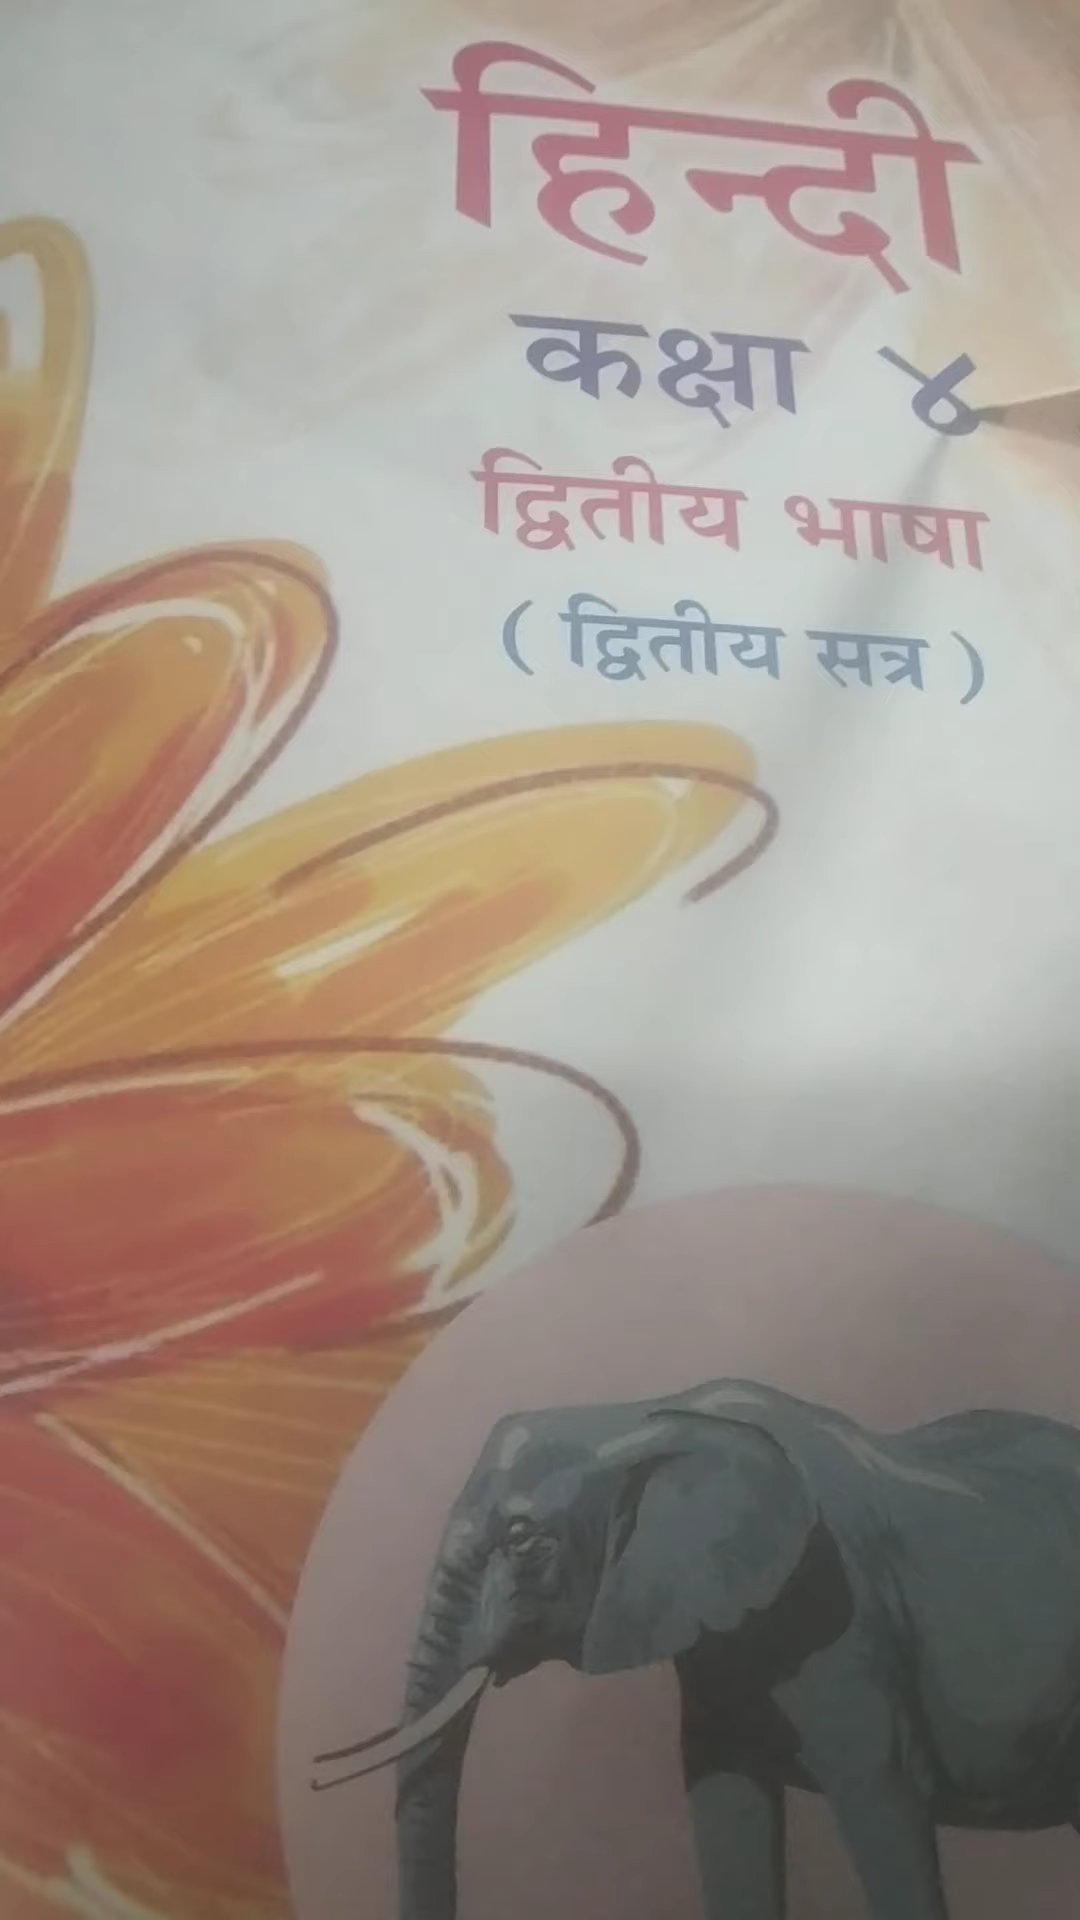 हिन्दी
कक्षा ४
द्वितीय भाषा
( द्वितीय सत्र )